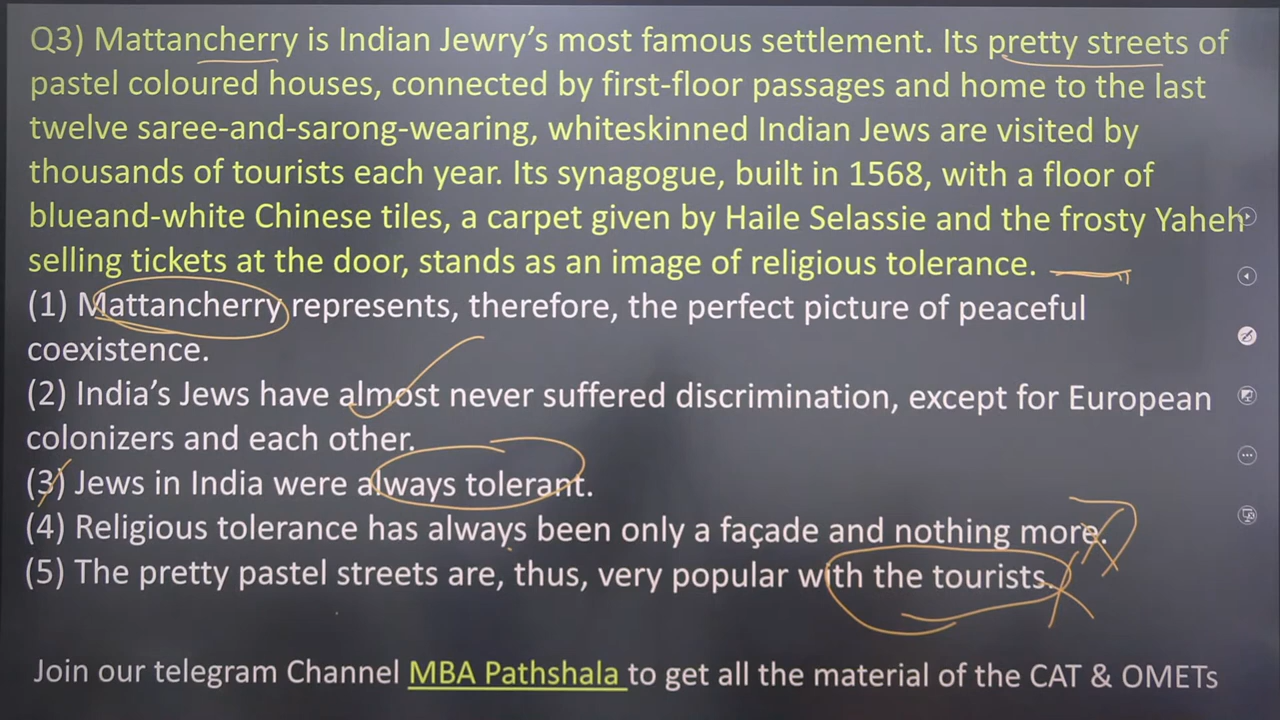 Q3) Mattancherry is Indian Jewry’s most famous settlement. Its pretty streets of
pastel coloured houses, connected by first-floor passages and home to the last
twelve saree-and-sarong-wearing, whiteskinned Indian Jews are visited by
thousands of tourists each year. Its synagogue, built in 1568, with a floor of
blueand-white Chinese tiles, a carpet given by Haile Selassie and the frosty Yaheh
selling tickets at the door, stands as an image of religious tolerance.
(1) Mattancherry represents, therefore, the perfect picture of peaceful
coexistence.
(2) India’s Jews have almost never suffered discrimination, except for European
colonizers and each other.
(3) Jews in India were always tolerant.
(4) Religious tolerance has always been only a façade and nothing more.
(5) The pretty pastel streets are, thus, very popular with the tourists.
Join our telegram Channel MBA Pathshala to get all the material of the CAT & OMETs